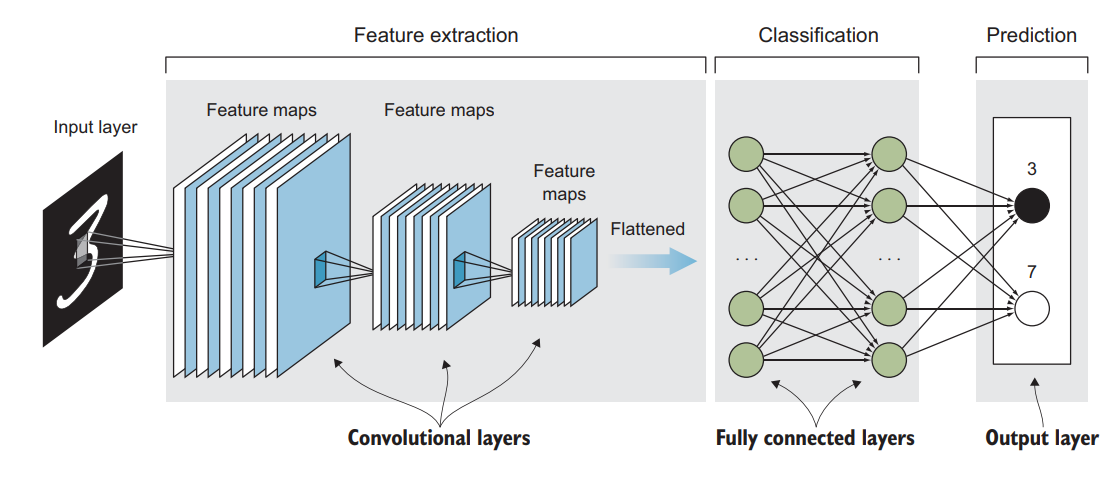 Feature extraction
Classification
Prediction
Feature maps
Feature maps
Input layer
Feature
maps
3
Flattened
. . .
. . .
7
Convolutional layers
Fully connected layers
Output layer